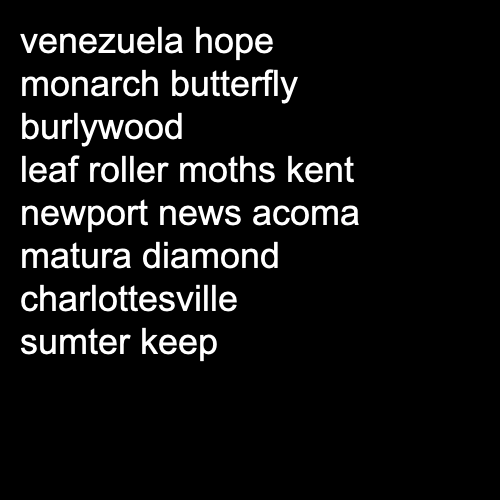 venezuela hope
monarch butterfly
burlywood
leaf roller moths kent
newport news acoma
matura diamond
charlottesville
sumter keep